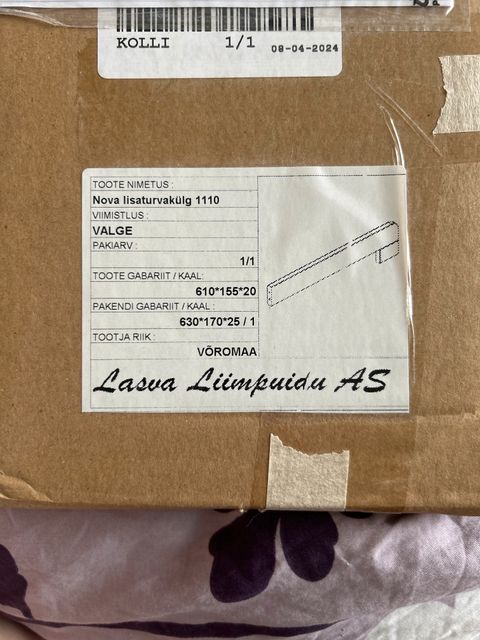 KOLLI 1/1 08-04-2024
TOOTE NIMETUS :
Nova lisaturvakülg 1110
VIIMISTLUS :
VALGE
PAKIARV :
1/1
TOOTE GABARIIT / KAAL:
610*155*20
PAKENDI GABARIIT / KAAL :
630*170*25 / 1
TOOTJA RIIK :
VÕROMAA
Lasva Liimpuidu AS